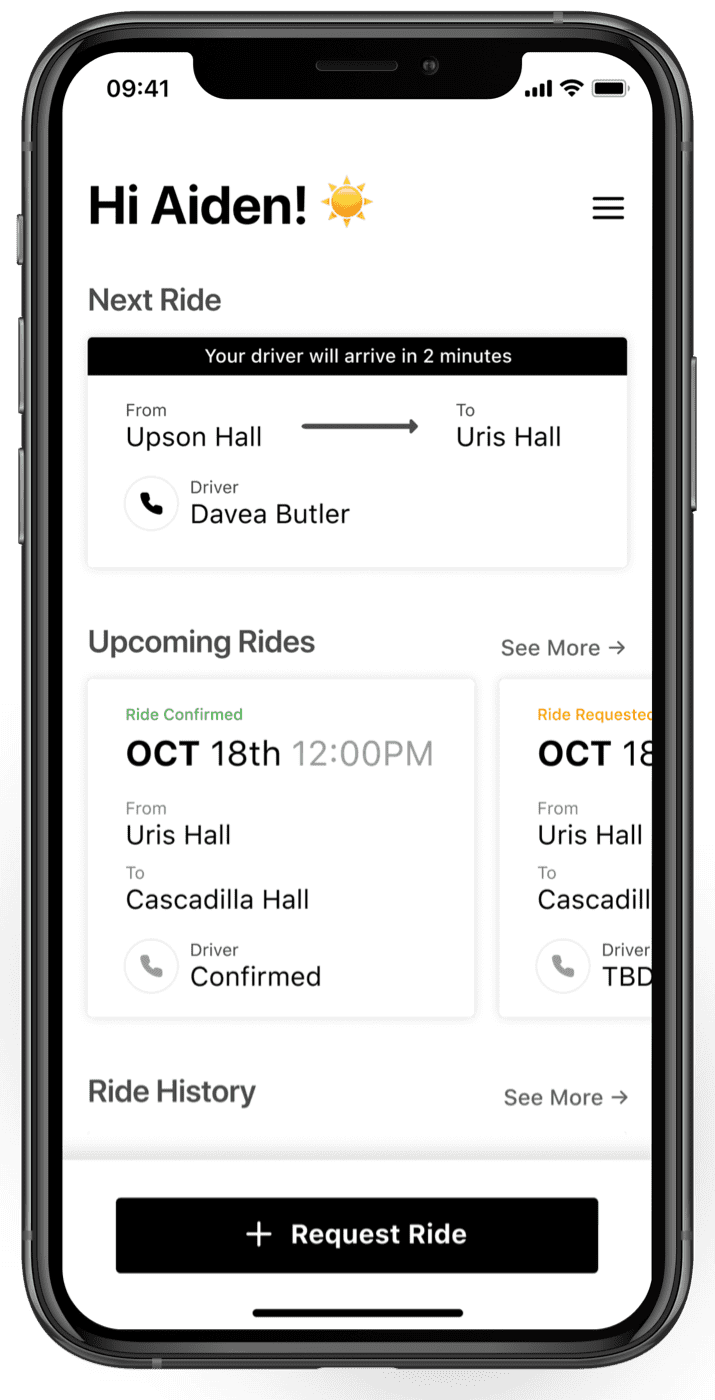 09:41
Hi Aiden! ☀️
Next Ride
Your driver will arrive in 2 minutes
From To
Upson Hall Uris Hall
Driver
Davea Butler
Upcoming Rides See More →
Ride Confirmed Ride Requested
OCT 18th 12:00PM OCT 18
From From
Uris Hall Uris Hall
To To
Cascadilla Hall Cascadill
Driver Driver
Confirmed TBD
Ride History See More →
+ Request Ride